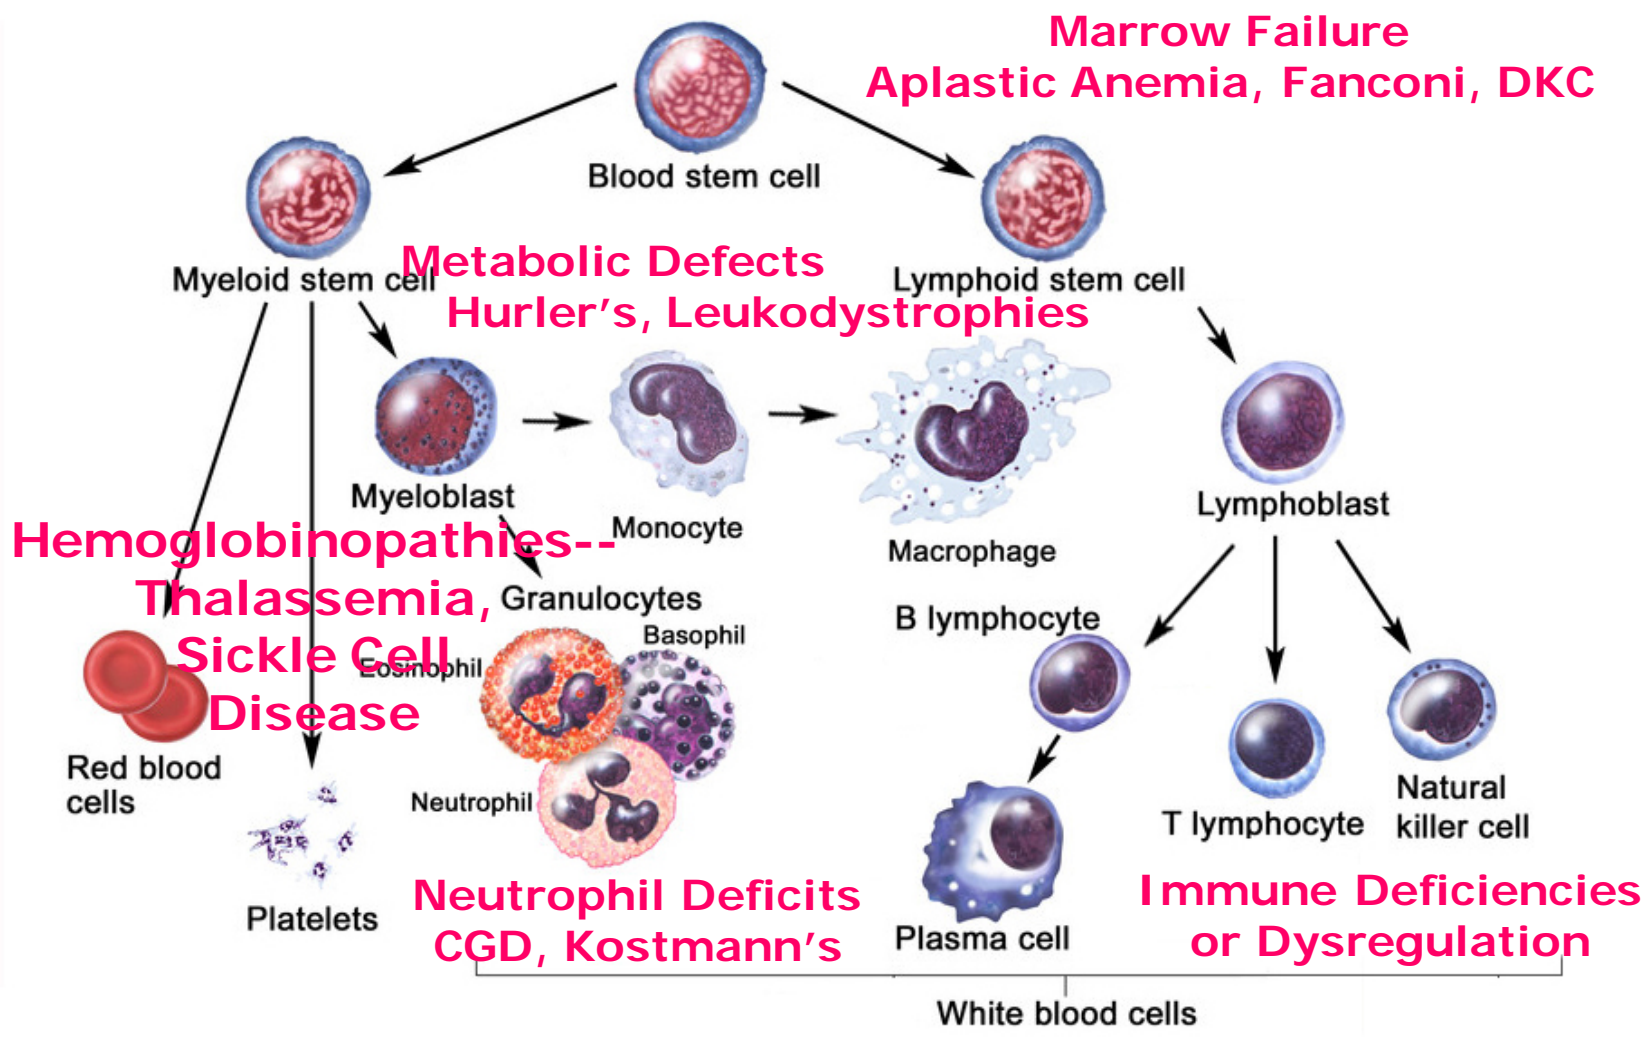 Marrow Failure
Aplastic Anemia, Fanconi, DKC
Blood stem cell
Myeloid stem cell
Metabolic Defects
Hurler’s, Leukodystrophies
Lymphoid stem cell
Myeloblast
Monocyte
Macrophage
Lymphoblast
Hemoglobinopathies--
Thalassemia,
Sickle Cell
Disease
Granulocytes
Basophil
Eosinophil
Neutrophil
B lymphocyte
Red blood
cells
Platelets
T lymphocyte
Natural
killer cell
Plasma cell
Neutrophil Deficits
CGD, Kostmann’s
Immune Deficiencies
or Dysregulation
White blood cells